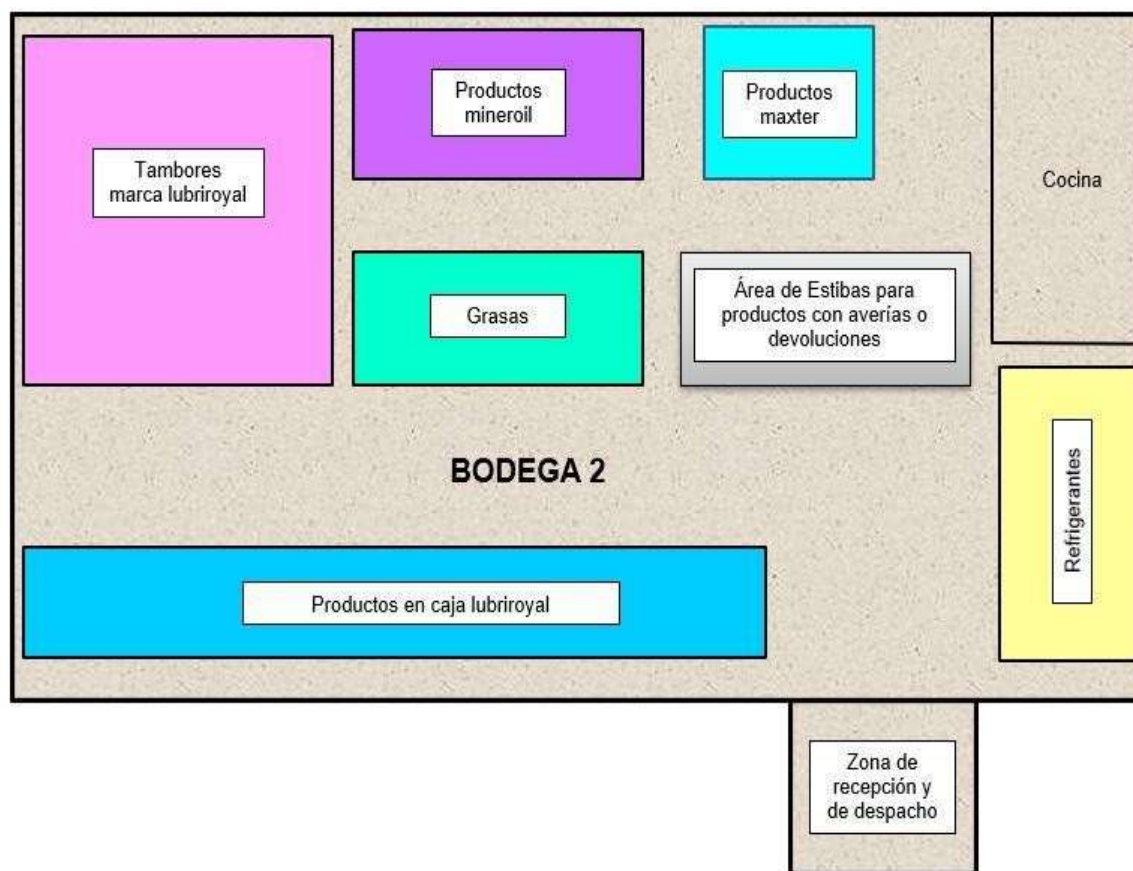 Productos
mineroil
Productos
maxter
Tambores
marca lubriroyal
Cocina
Grasas
Área de Estibas para
productos con averías o
devoluciones
BODEGA 2
Refrigerantes
Productos en caja lubriroyal
Zona de
recepción y
de despacho